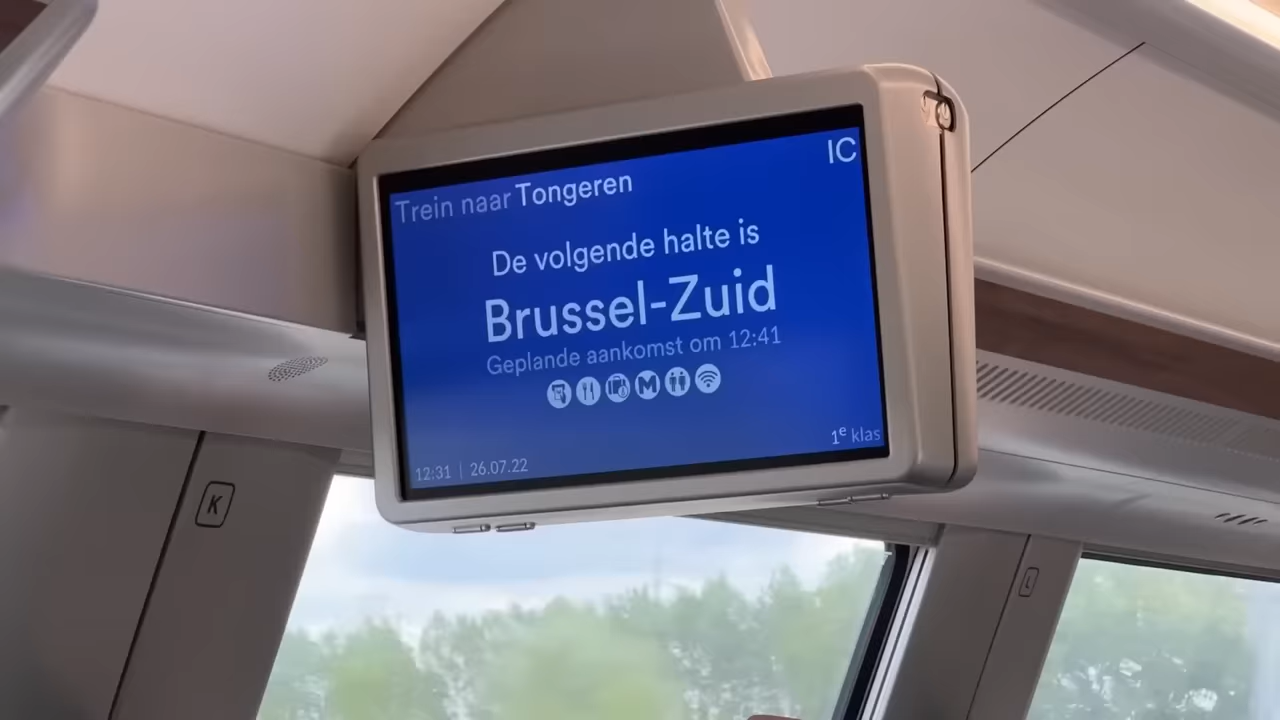 IC
Trein naar Tongeren
De volgende halte is
Brussel-Zuid
Geplande aankomst om 12:41
M
1e klas
12:31 | 26.07.22
K
L